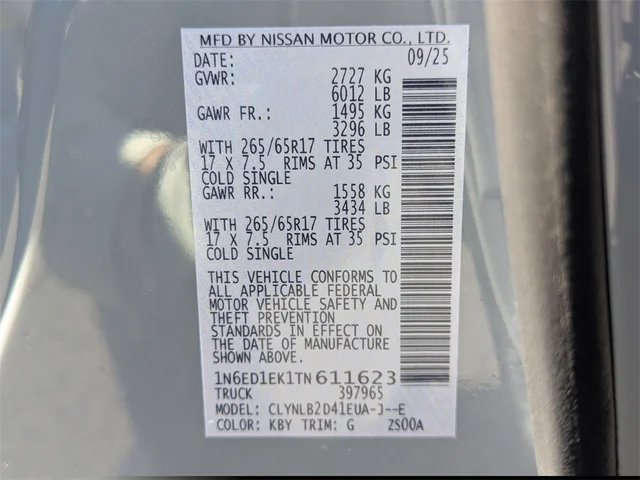 MFD BY NISSAN MOTOR CO., LTD.
DATE: 09/25
GVWR: 2727 KG
6012 LB
GAWR FR.: 1495 KG
3296 LB
WITH 265/65R17 TIRES
17 X 7.5 RIMS AT 35 PSI
COLD SINGLE
GAWR RR.: 1558 KG
3434 LB
WITH 265/65R17 TIRES
17 X 7.5 RIMS AT 35 PSI
COLD SINGLE
THIS VEHICLE CONFORMS TO
ALL APPLICABLE FEDERAL
MOTOR VEHICLE SAFETY AND
THEFT PREVENTION
STANDARDS IN EFFECT ON
THE DATE OF MANUFACTURE
SHOWN ABOVE.
1N6ED1EK1TN611623
TRUCK 397965
MODEL: CLYNLB2D41EUA-J--E
COLOR: KBY TRIM: G ZS00A